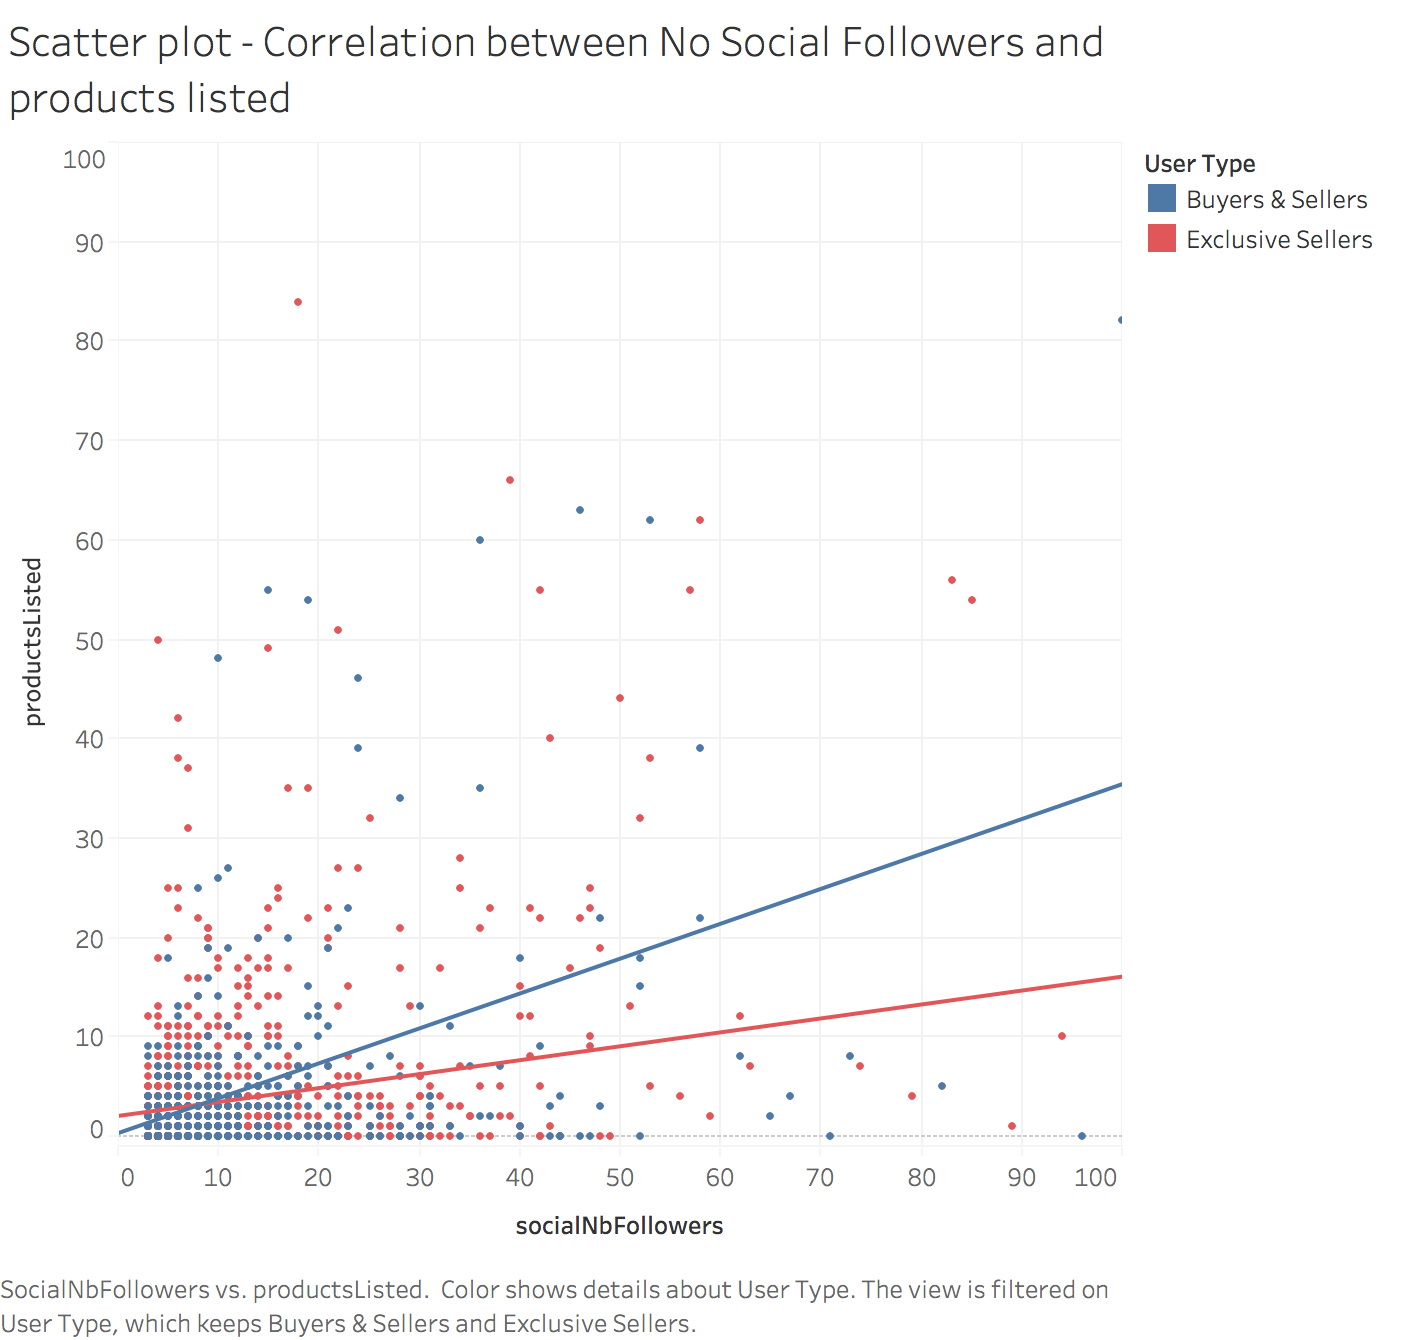 Scatter plot - Correlation between No Social Followers and
products listed
User Type
Buyers & Sellers
Exclusive Sellers
100
90
80
70
60
50
40
30
20
10
0
productsListed
0 10 20 30 40 50 60 70 80 90 100
socialNbFollowers
SocialNbFollowers vs. productsListed. Color shows details about User Type. The view is filtered on
User Type, which keeps Buyers & Sellers and Exclusive Sellers.